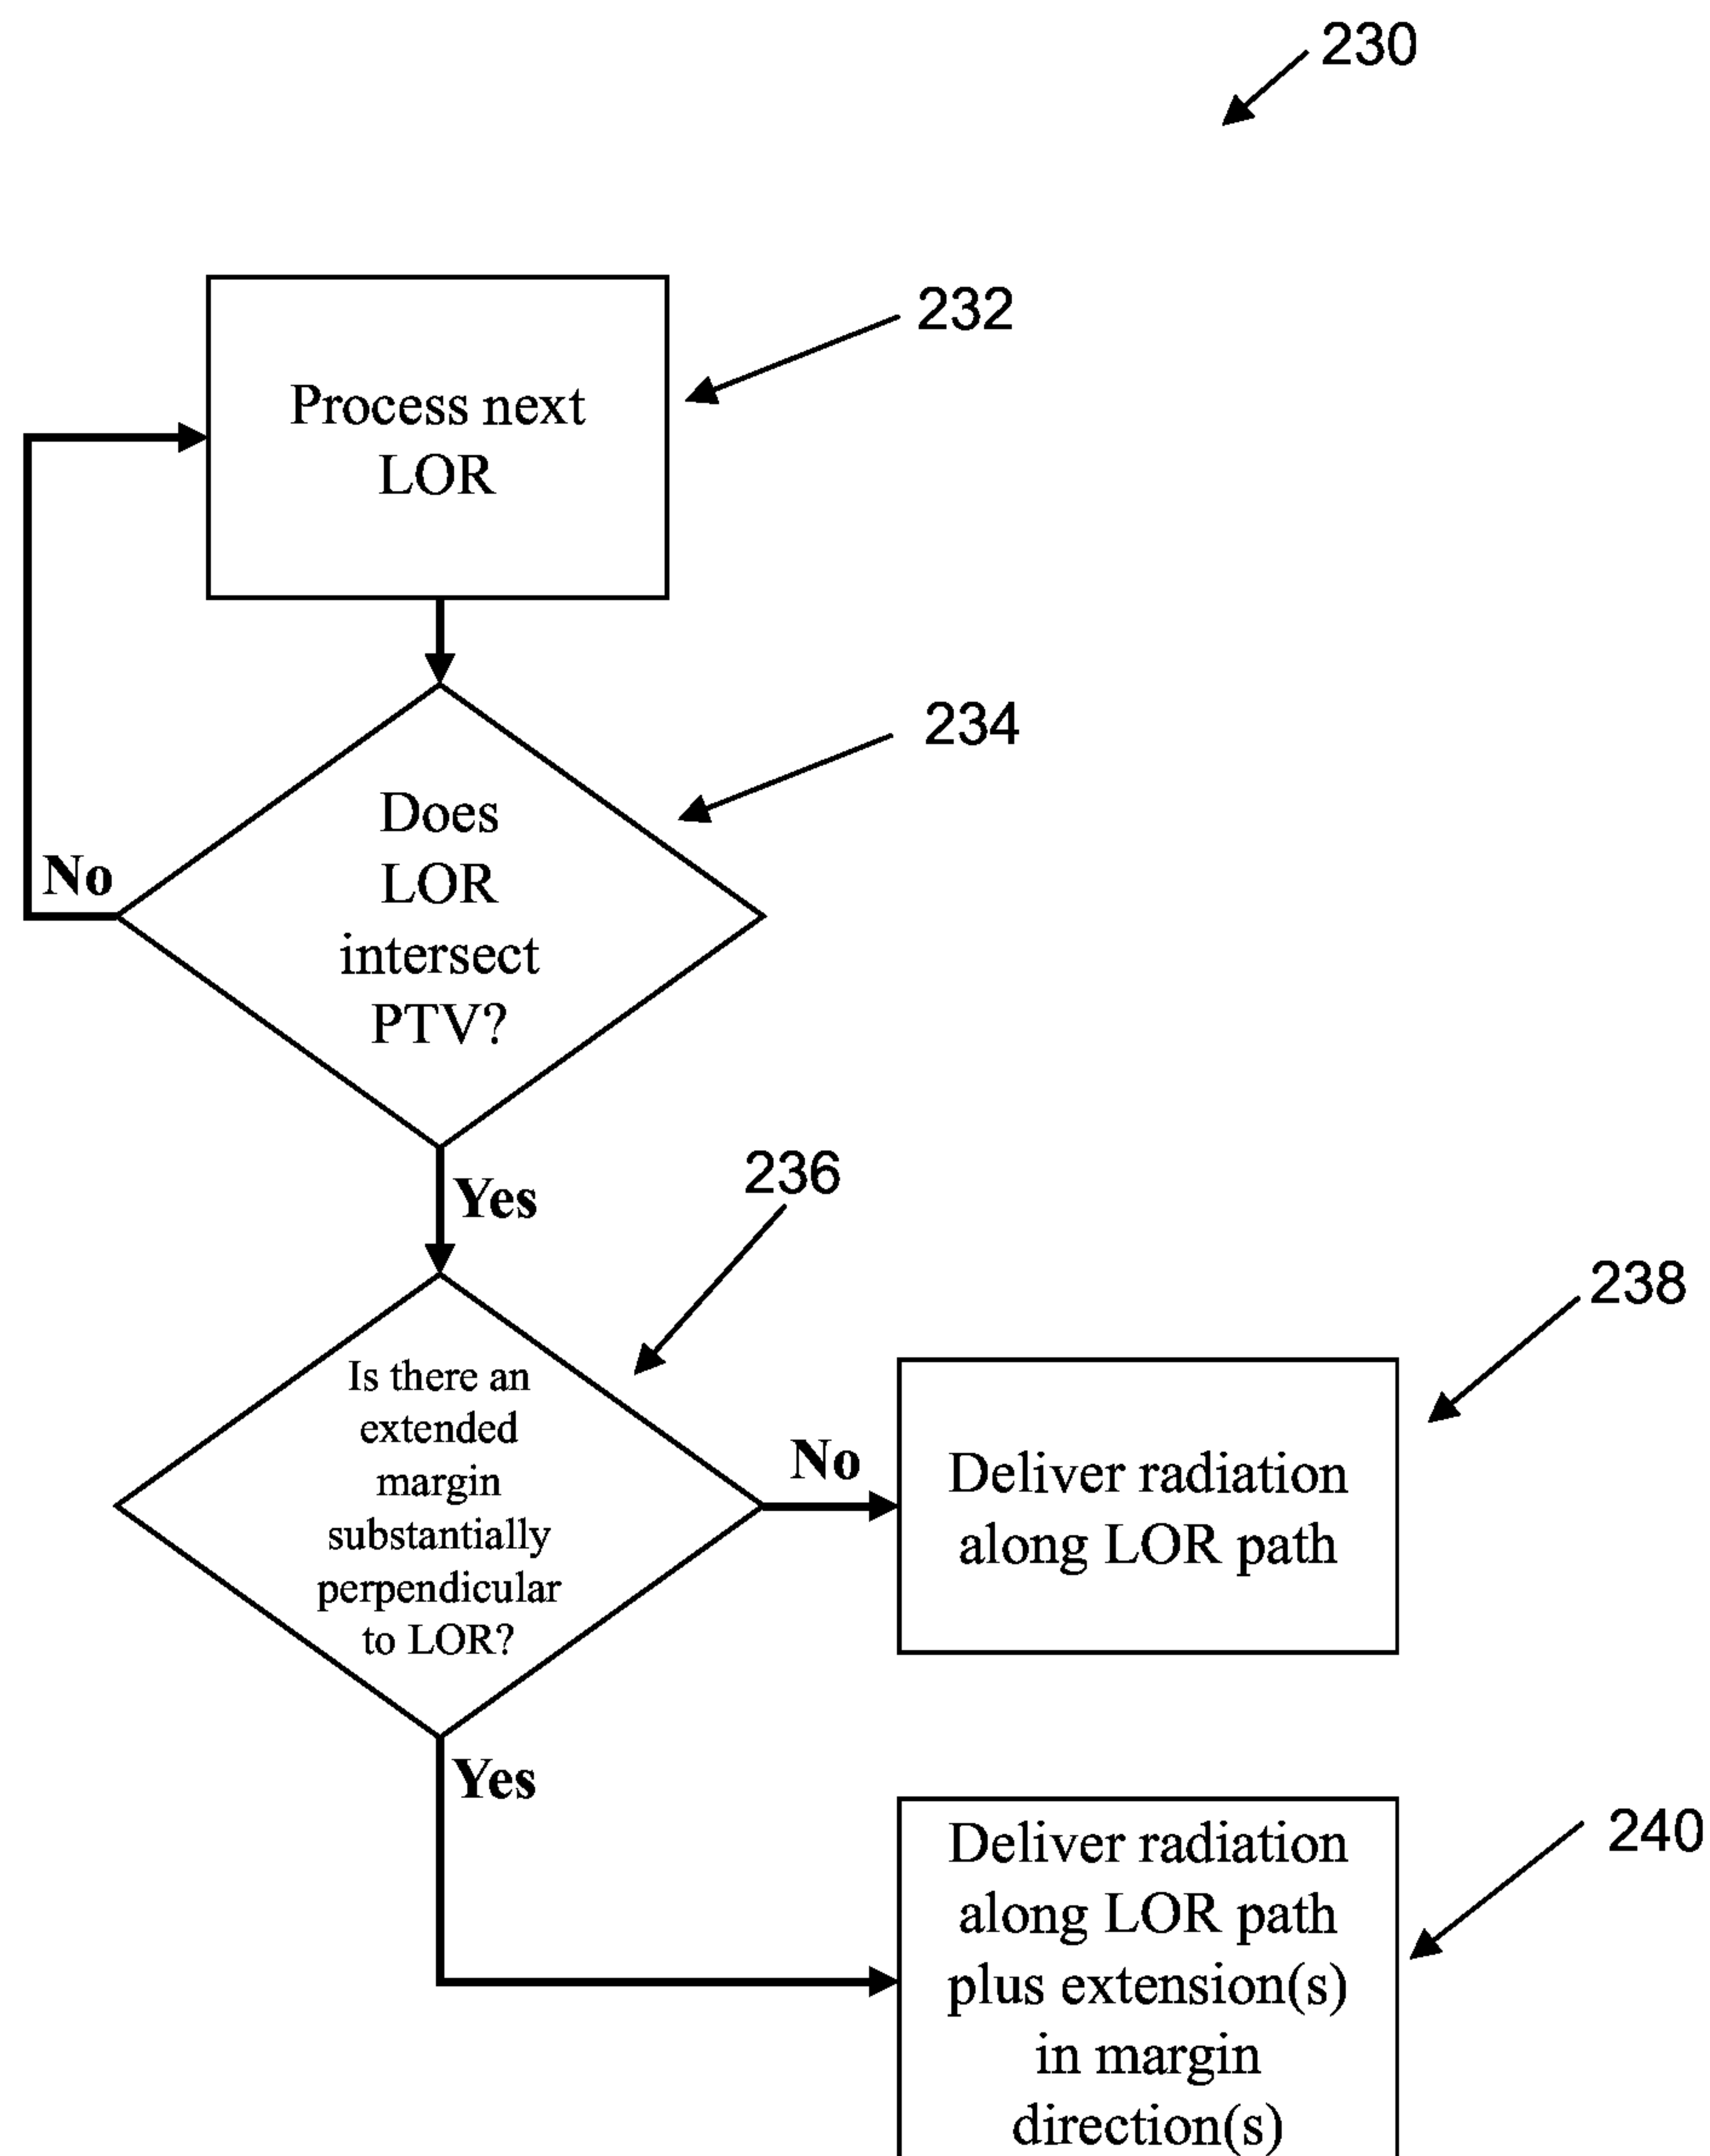 230
232
Process next
LOR
234
Does
LOR
intersect
PTV?
No
Yes
236
Is there an
extended
margin
substantially
perpendicular
to LOR?
No
238
Deliver radiation
along LOR path
Yes
240
Deliver radiation
along LOR path
plus extension(s)
in margin
direction(s)